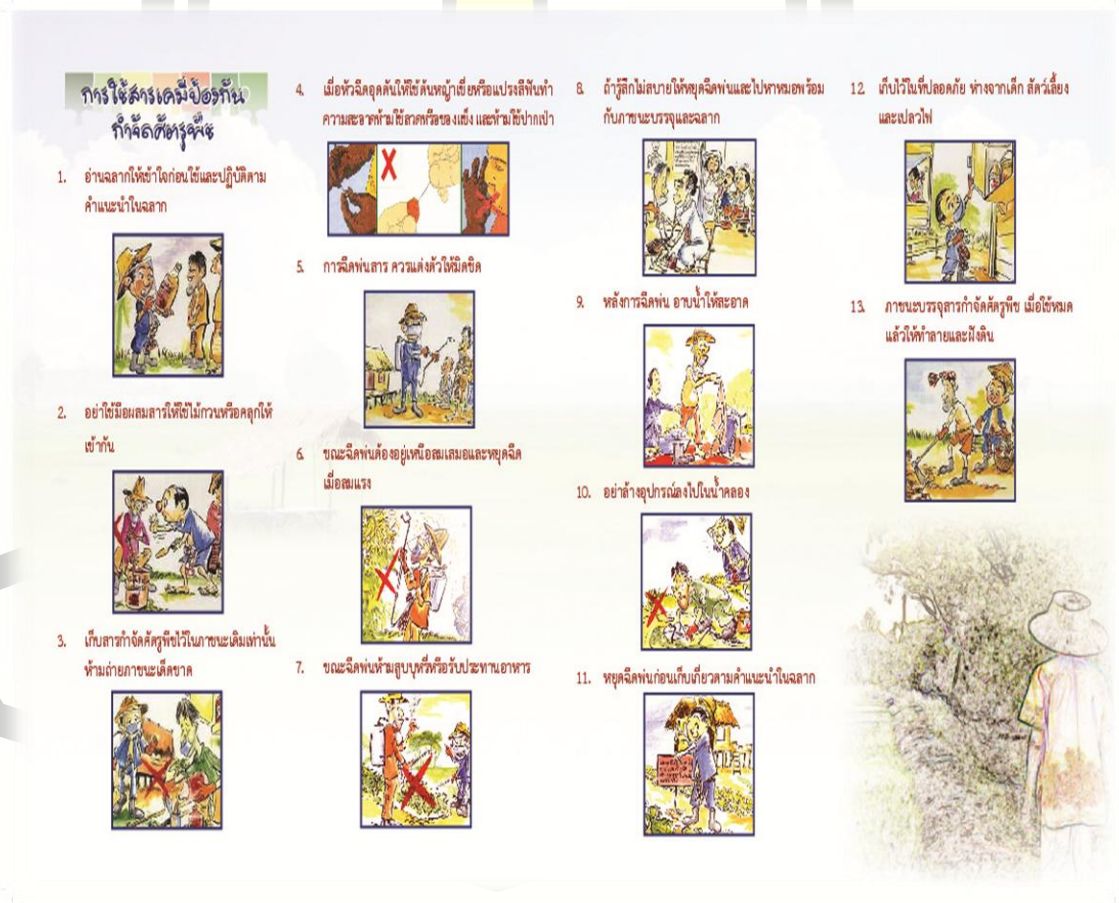 การใช้สารเคมีป้องกัน
กำจัดศัตรูพืช
1. อ่านฉลากให้เข้าใจก่อนใช้และปฏิบัติตาม
คำแนะนำในฉลาก
2. อย่าใช้มือผสมสารให้ใช้ไม้กวนหรือคลุกให้
เข้ากัน
3. เก็บสารกำจัดศัตรูพืชไว้ในภาชนะเดิมเท่านั้น
ห้ามถ่ายภาชนะเด็ดขาด
4. เมื่อหัวฉีดอุดตันให้ใช้ต้นหญ้าเขี่ยหรือแปรงสีฟันทำ
ความสะอาดห้ามใช้ลวดหรือของแข็ง และห้ามใช้ปากเป่า
5. การฉีดพ่นสาร ควรแต่งตัวให้มิดชิด
6. ขณะฉีดพ่นต้องอยู่เหนือลมเสมอและหยุดฉีด
เมื่อลมแรง
7. ขณะฉีดพ่นห้ามสูบบุหรี่หรือรับประทานอาหาร
8. ถ้ารู้สึกไม่สบายให้หยุดฉีดพ่นและไปหาหมอพร้อม
กับภาชนะบรรจุและฉลาก
9. หลังการฉีดพ่น อาบน้ำให้สะอาด
10. อย่าล้างอุปกรณ์ลงไปในน้ำคลอง
11. หยุดฉีดพ่นก่อนเก็บเกี่ยวตามคำแนะนำในฉลาก
12. เก็บไว้ในที่ปลอดภัย ห่างจากเด็ก สัตว์เลี้ยง
และเปลวไฟ
13. ภาชนะบรรจุสารกำจัดศัตรูพืช เมื่อใช้หมด
แล้วให้ทำลายและฝังดิน